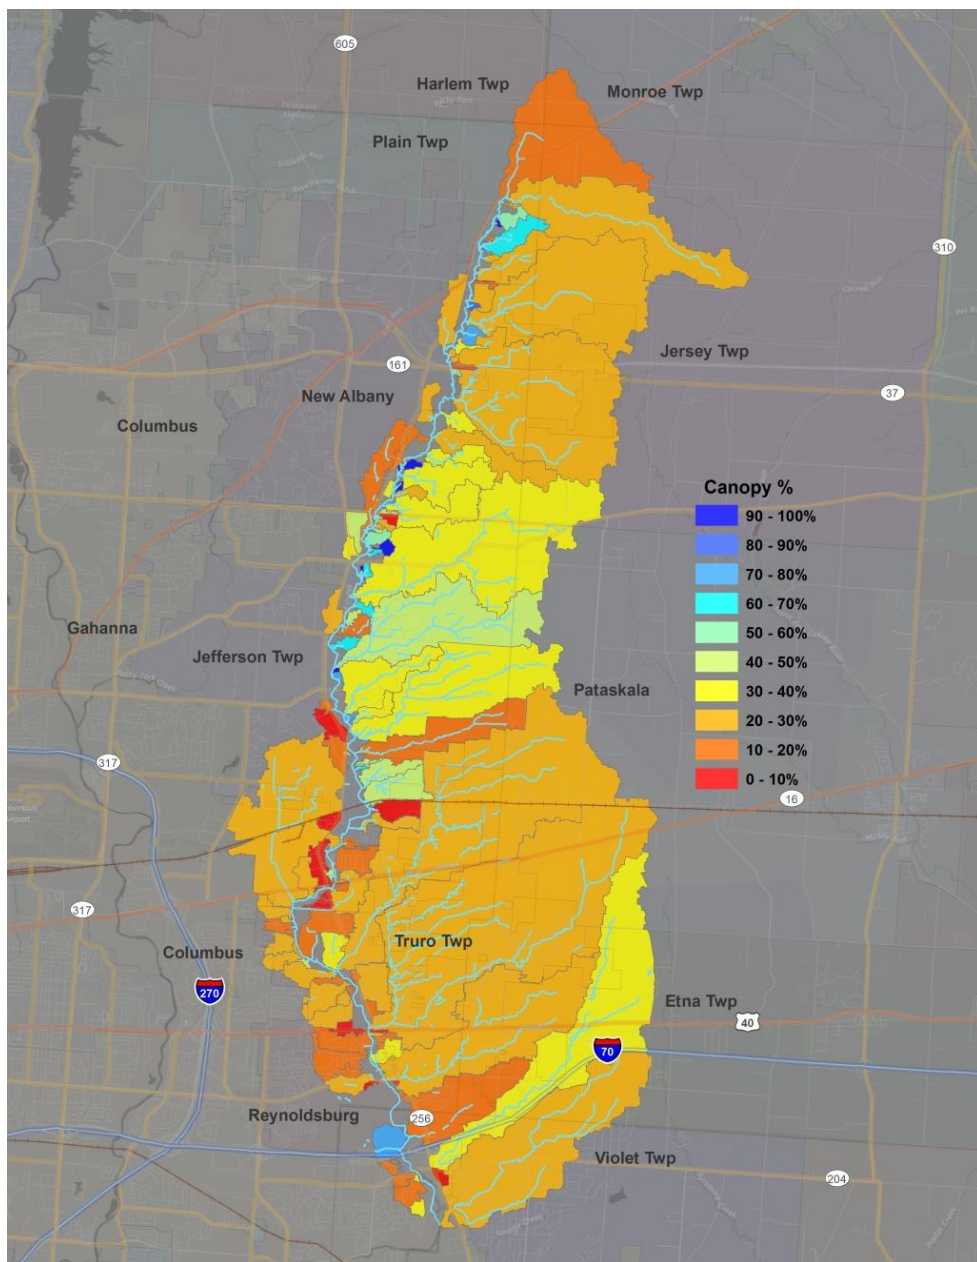 605
Harlem Twp
Monroe Twp
Plain Twp
310
Jersey Twp
161
37
New Albany
Columbus
Canopy %
90 - 100%
80 - 90%
70 - 80%
60 - 70%
50 - 60%
40 - 50%
30 - 40%
20 - 30%
10 - 20%
0 - 10%
Gahanna
Jefferson Twp
Pataskala
317
16
317
Columbus
Truro Twp
270
Etna Twp
40
70
Reynoldsburg
256
Violet Twp
204